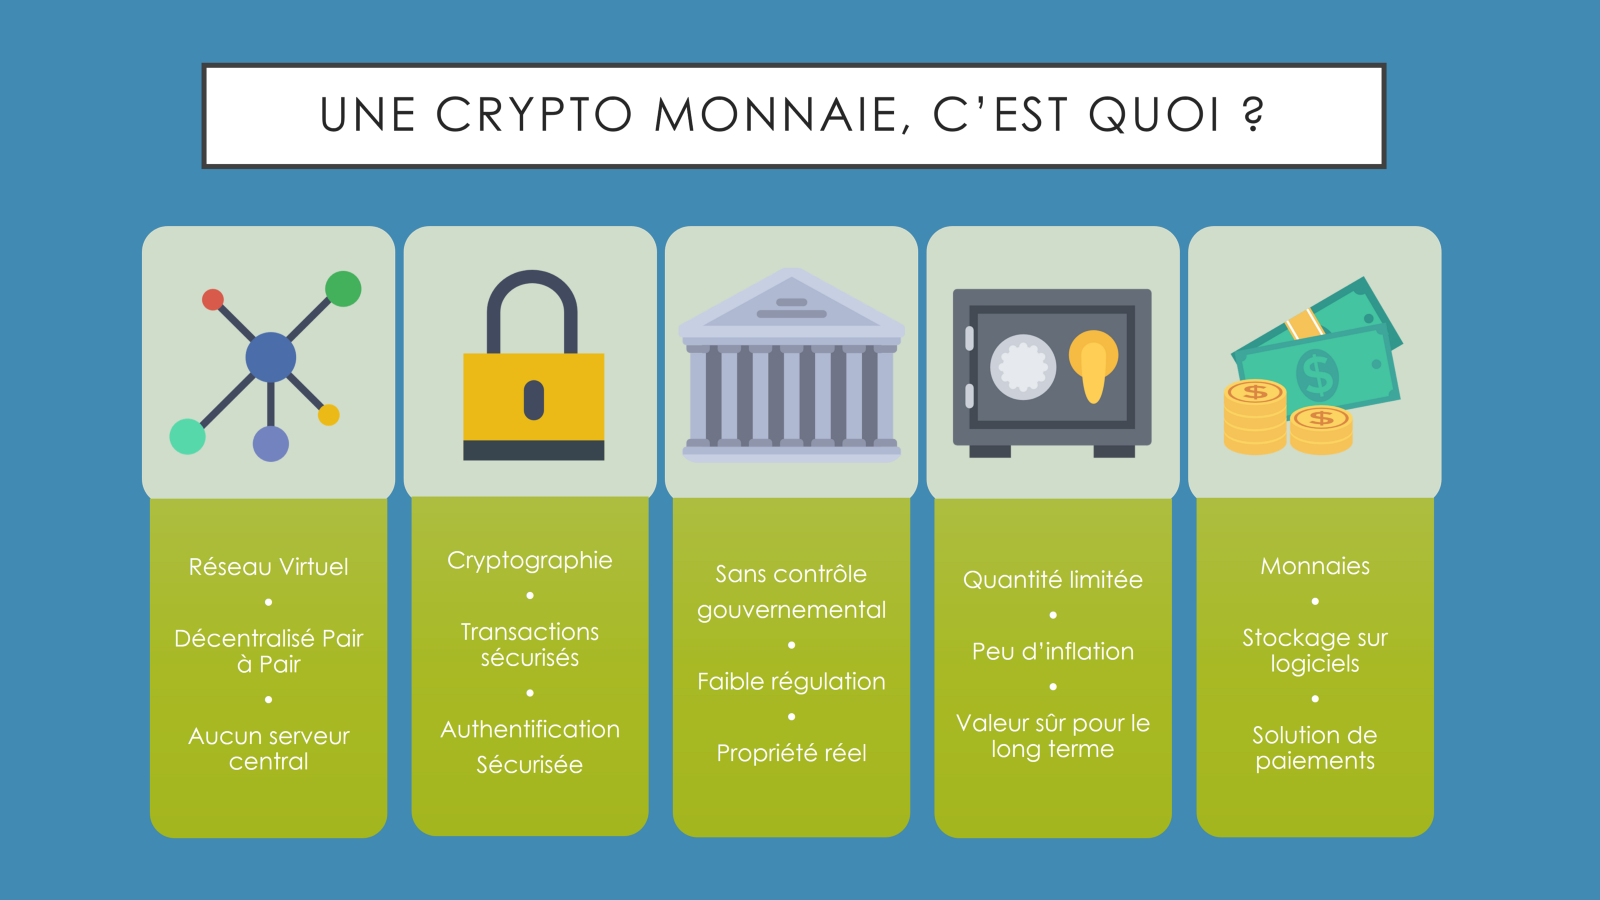 UNE CRYPTO MONNAIE, C’EST QUOI ?
Réseau Virtuel
•
Décentralisé Pair
à Pair
•
Aucun serveur
central
Cryptographie
•
Transactions
sécurisés
•
Authentification
Sécurisée
Sans contrôle
gouvernemental
•
Faible régulation
•
Propriété réel
Quantité limitée
•
Peu d’inflation
•
Valeur sûr pour le
long terme
Monnaies
•
Stockage sur
logiciels
•
Solution de
paiements